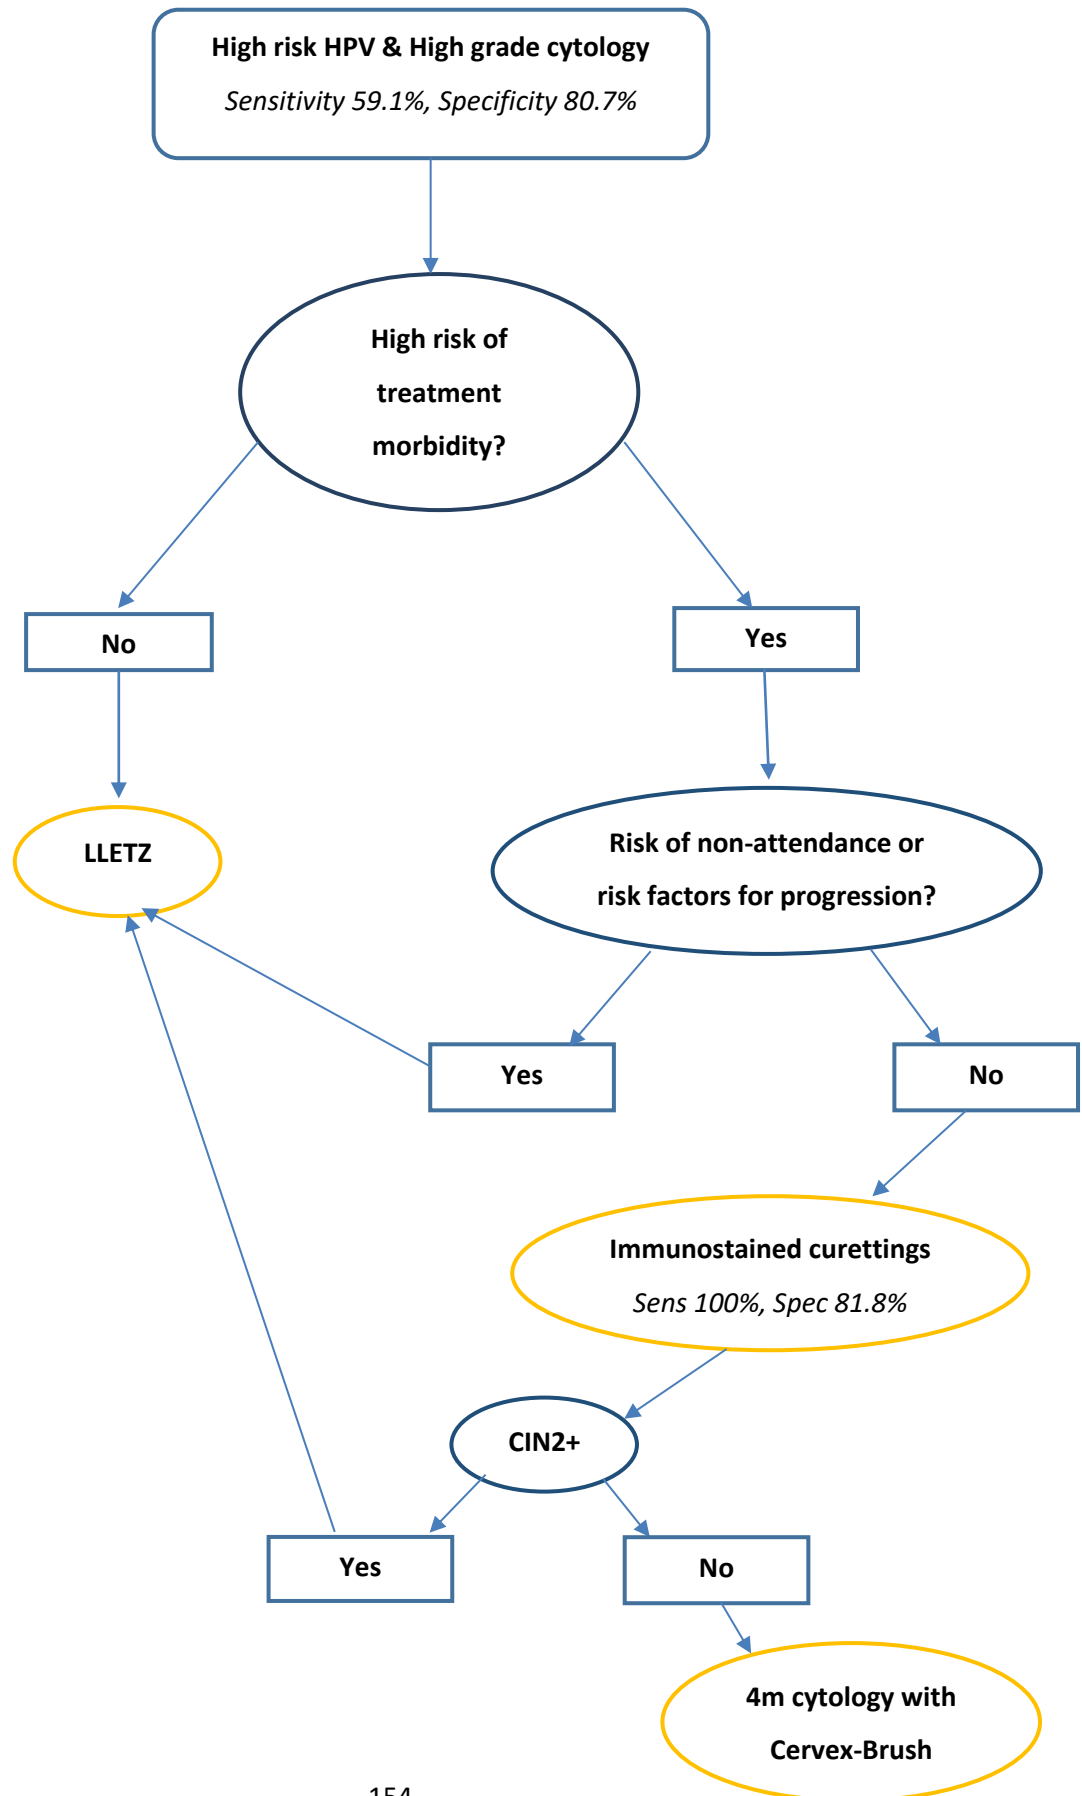 High risk HPV & High grade cytology
Sensitivity 59.1%, Specificity 80.7%
High risk of
treatment
morbidity?
No
Yes
LLETZ
Risk of non-attendance or
risk factors for progression?
Yes
No
Immunostained curettings
Sens 100%, Spec 81.8%
CIN2+
Yes
No
4m cytology with
Cervex-Brush
154